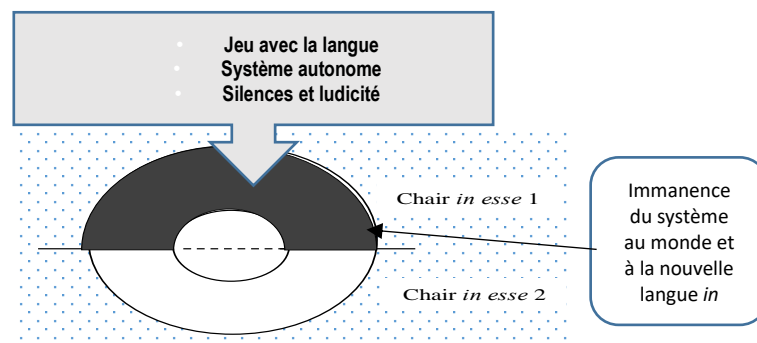 Jeu avec la langue
Système autonome
Silences et ludicité
Chair in esse 1
Immanence
du système
au monde et
à la nouvelle
langue in
Chair in esse 2